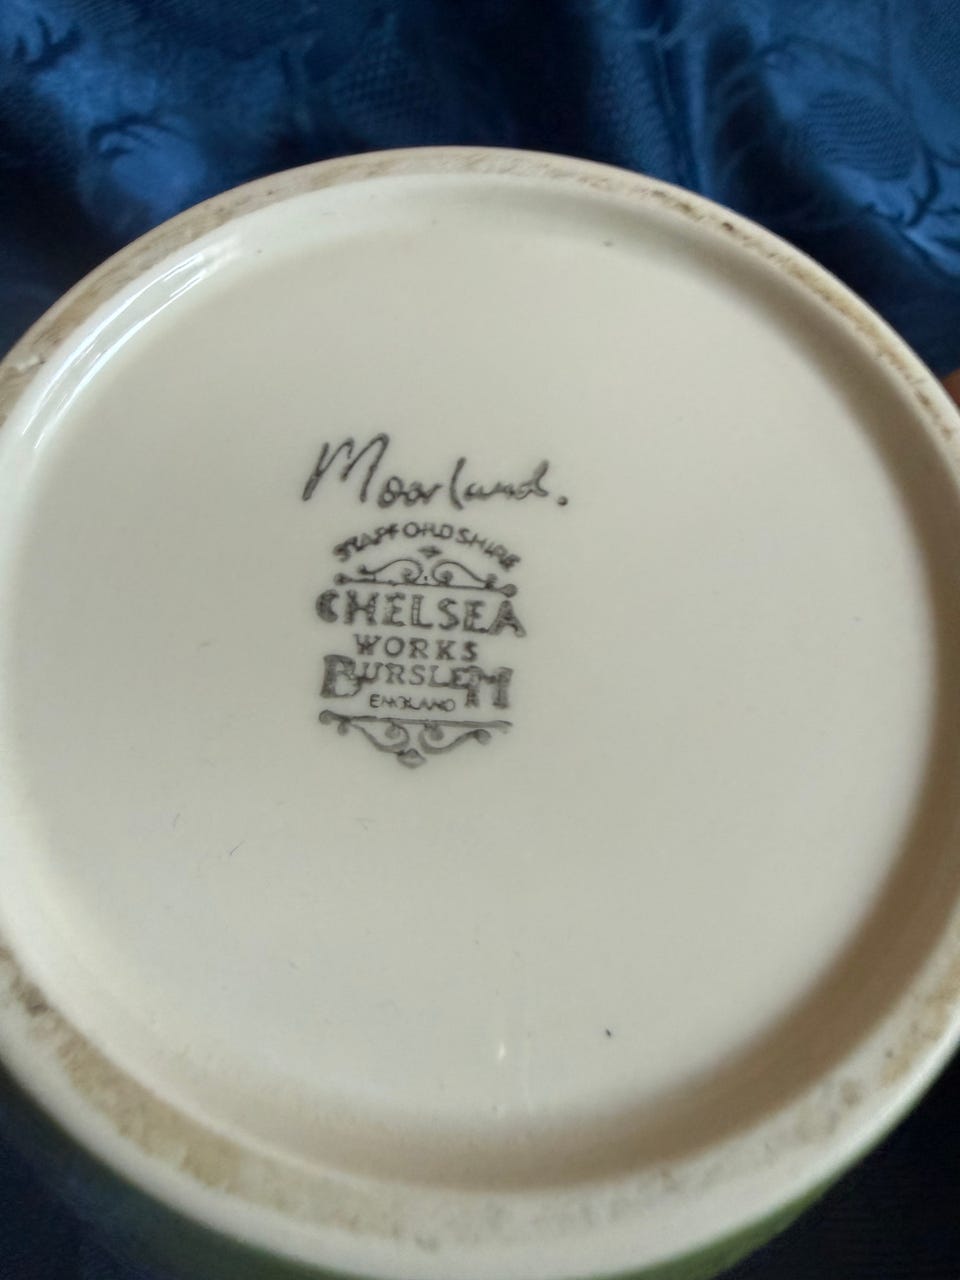 Moorland.
STAFFORDSHIRE
CHELSEA
WORKS
BURSLEM
ENGLAND